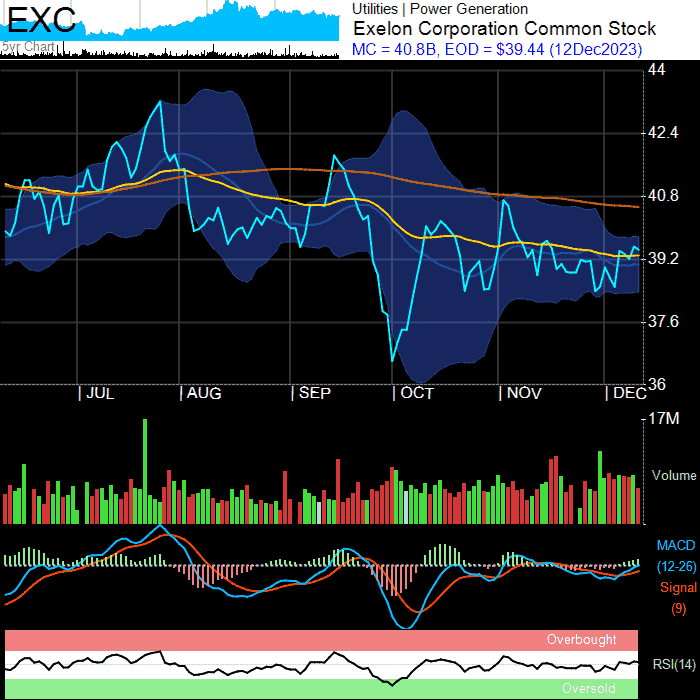 EXC
5yr Chart
Utilities | Power Generation
Exelon Corporation Common Stock
MC = 40.8B, EOD = $39.44 (12Dec2023)
44
42.4
40.8
39.2
37.6
36
| JUL
| AUG
| SEP
| OCT
| NOV
| DEC
17M
Volume
MACD
(12-26)
Signal
(9)
Overbought
RSI(14)
Oversold